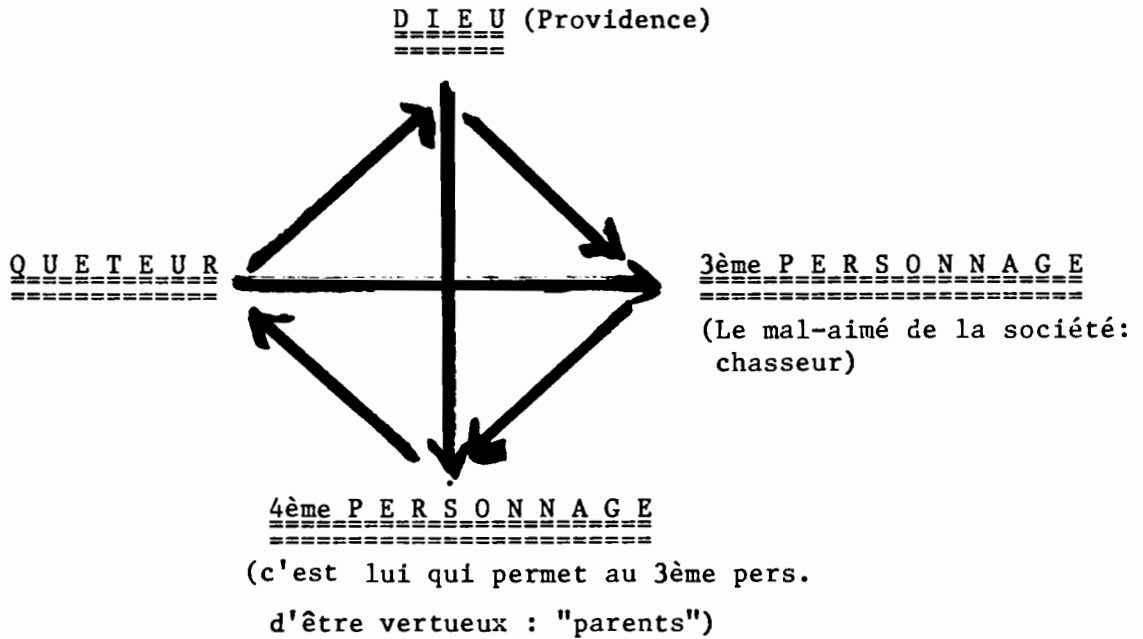 D I E U (Providence)
Q U E T E U R
3ème P E R S O N N A G E
(Le mal-aimé de la société:
chasseur)
4ème P E R S O N N A G E
(c'est lui qui permet au 3ème pers.
d'être vertueux : "parents")